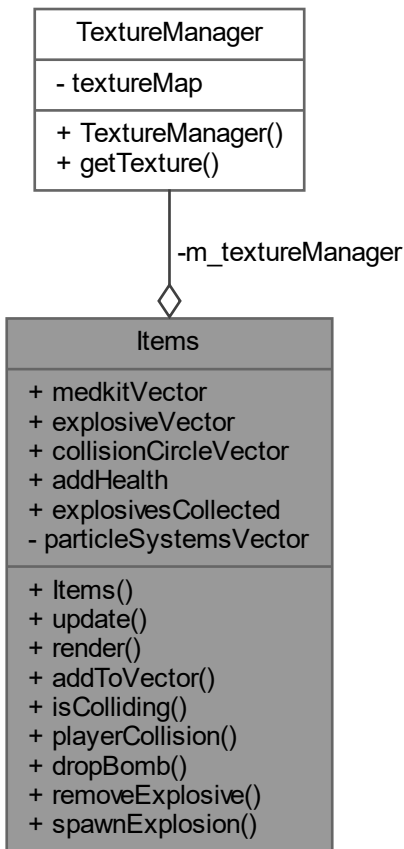 TextureManager
- textureMap
+ TextureManager()
+ getTexture()
-m_textureManager
Items
+ medkitVector
+ explosiveVector
+ collisionCircleVector
+ addHealth
+ explosivesCollected
- particleSystemsVector
+ Items()
+ update()
+ render()
+ addToVector()
+ isColliding()
+ playerCollision()
+ dropBomb()
+ removeExplosive()
+ spawnExplosion()